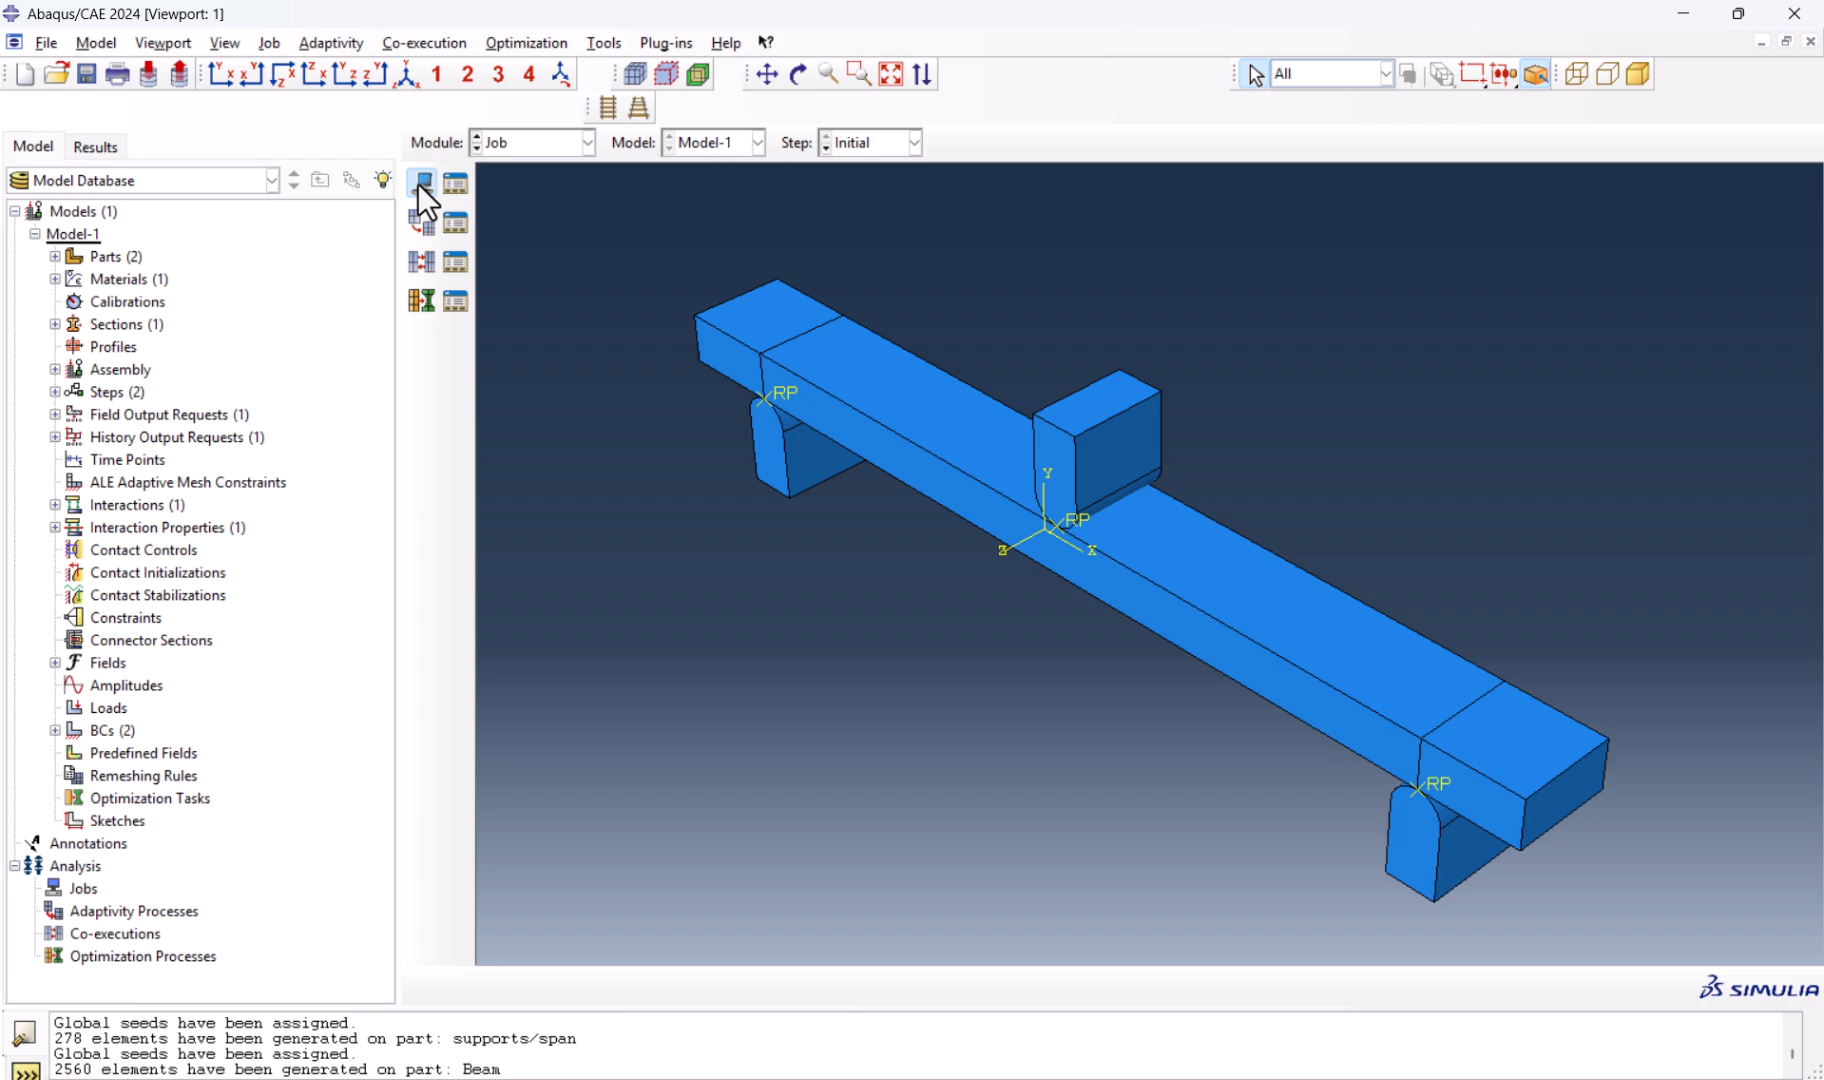 Abaqus/CAE 2024 [Viewport: 1]
File Model Viewport View Job Adaptivity Co-execution Optimization Tools Plug-ins Help
1 2 3 4 All
Model Results
Module: Job Model: Model-1 Step: Initial
Model Database
Models (1)
Model-1
Parts (2)
Materials (1)
Calibrations
Sections (1)
Profiles
Assembly
Steps (2)
Field Output Requests (1)
History Output Requests (1)
Time Points
ALE Adaptive Mesh Constraints
Interactions (1)
Interaction Properties (1)
Contact Controls
Contact Initializations
Contact Stabilizations
Constraints
Connector Sections
Fields
Amplitudes
Loads
BCs (2)
Predefined Fields
Remeshing Rules
Optimization Tasks
Sketches
Annotations
Analysis
Jobs
Adaptivity Processes
Co-executions
Optimization Processes
RP
Y
RP
Z X
RP
SIMULIA
Global seeds have been assigned.
278 elements have been generated on part: supports/span
Global seeds have been assigned.
2560 elements have been generated on part: Beam
>>>